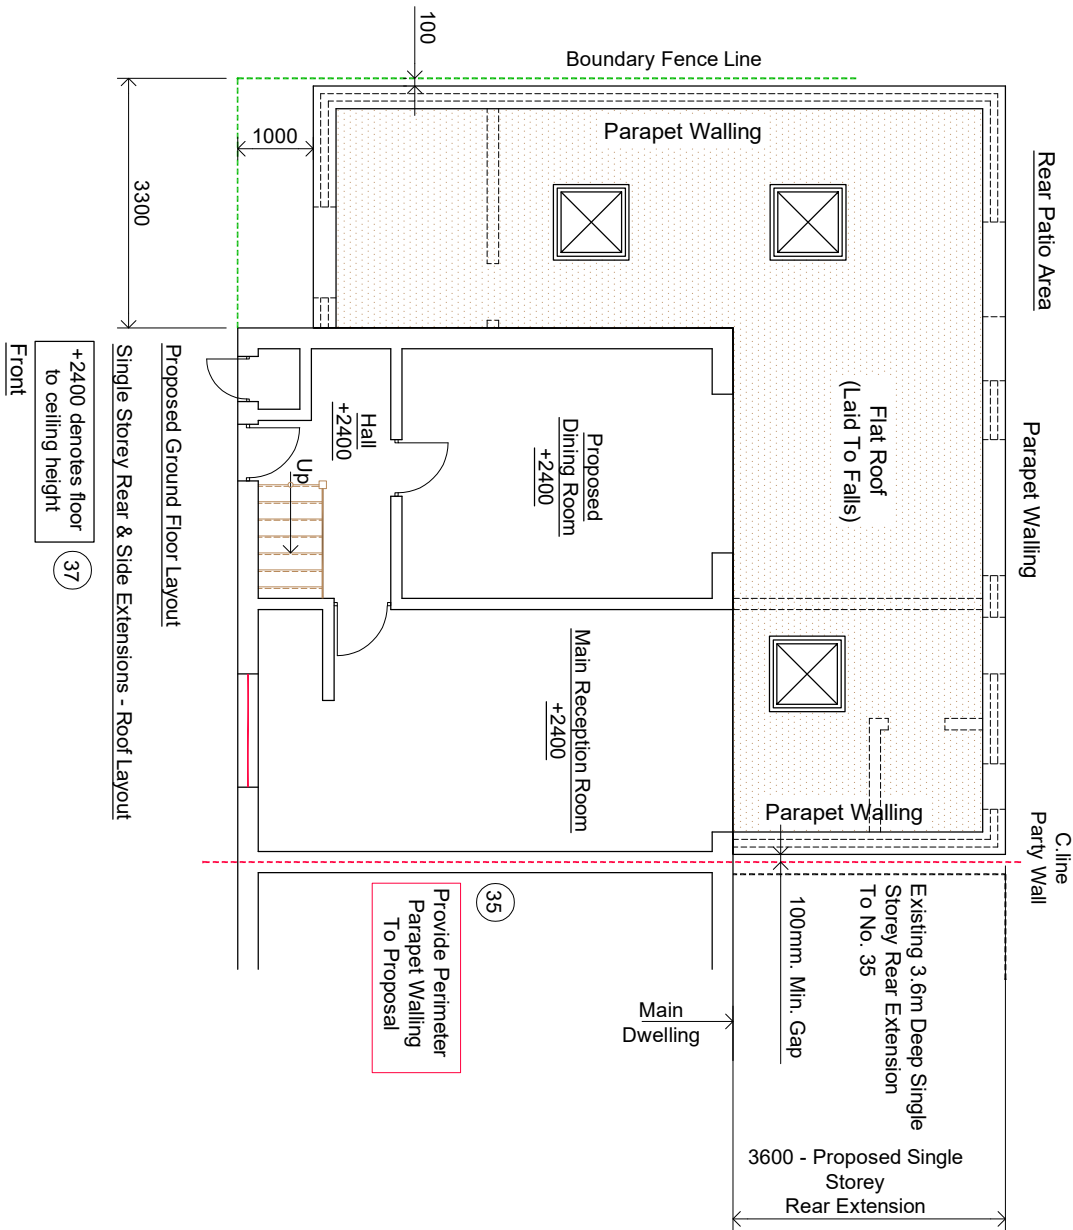 100
Boundary Fence Line
Parapet Walling
1000
3300
Rear Patio Area
Parapet Walling
Flat Roof
(Laid To Falls)
Proposed
Dining Room
+2400
Hall
+2400
Up
Main Reception Room
+2400
Parapet Walling
C.line
Party Wall
Proposed Ground Floor Layout
Single Storey Rear & Side Extensions - Roof Layout
+2400 denotes floor
to ceiling height
Front
37
35
Provide Perimeter
Parapet Walling
To Proposal
Existing 3.6m Deep Single
Storey Rear Extension
To No. 35
100mm. Min. Gap
Main
Dwelling
3600 - Proposed Single
Storey
Rear Extension